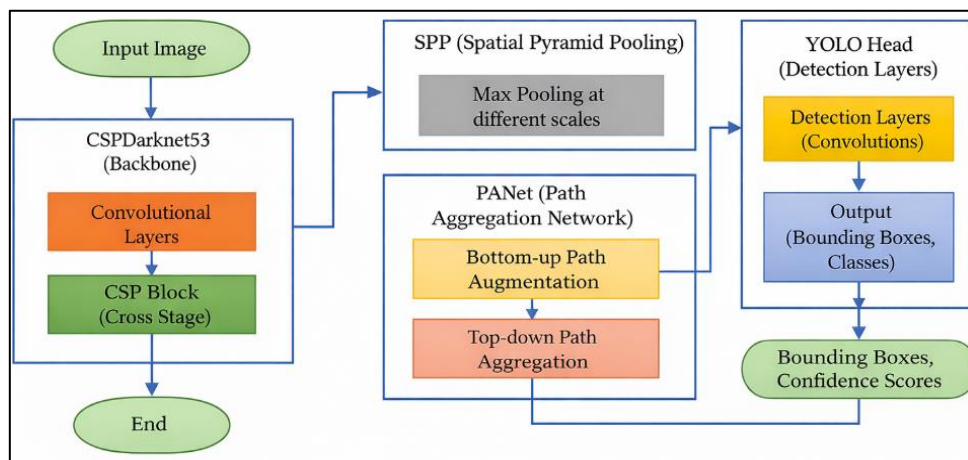 Input Image
CSPDarknet53
(Backbone)
Convolutional
Layers
CSP Block
(Cross Stage)
End
SPP (Spatial Pyramid Pooling)
Max Pooling at
different scales
PANet (Path
Aggregation Network)
Bottom-up Path
Augmentation
Top-down Path
Aggregation
YOLO Head
(Detection Layers)
Detection Layers
(Convolutions)
Output
(Bounding Boxes,
Classes)
Bounding Boxes,
Confidence Scores